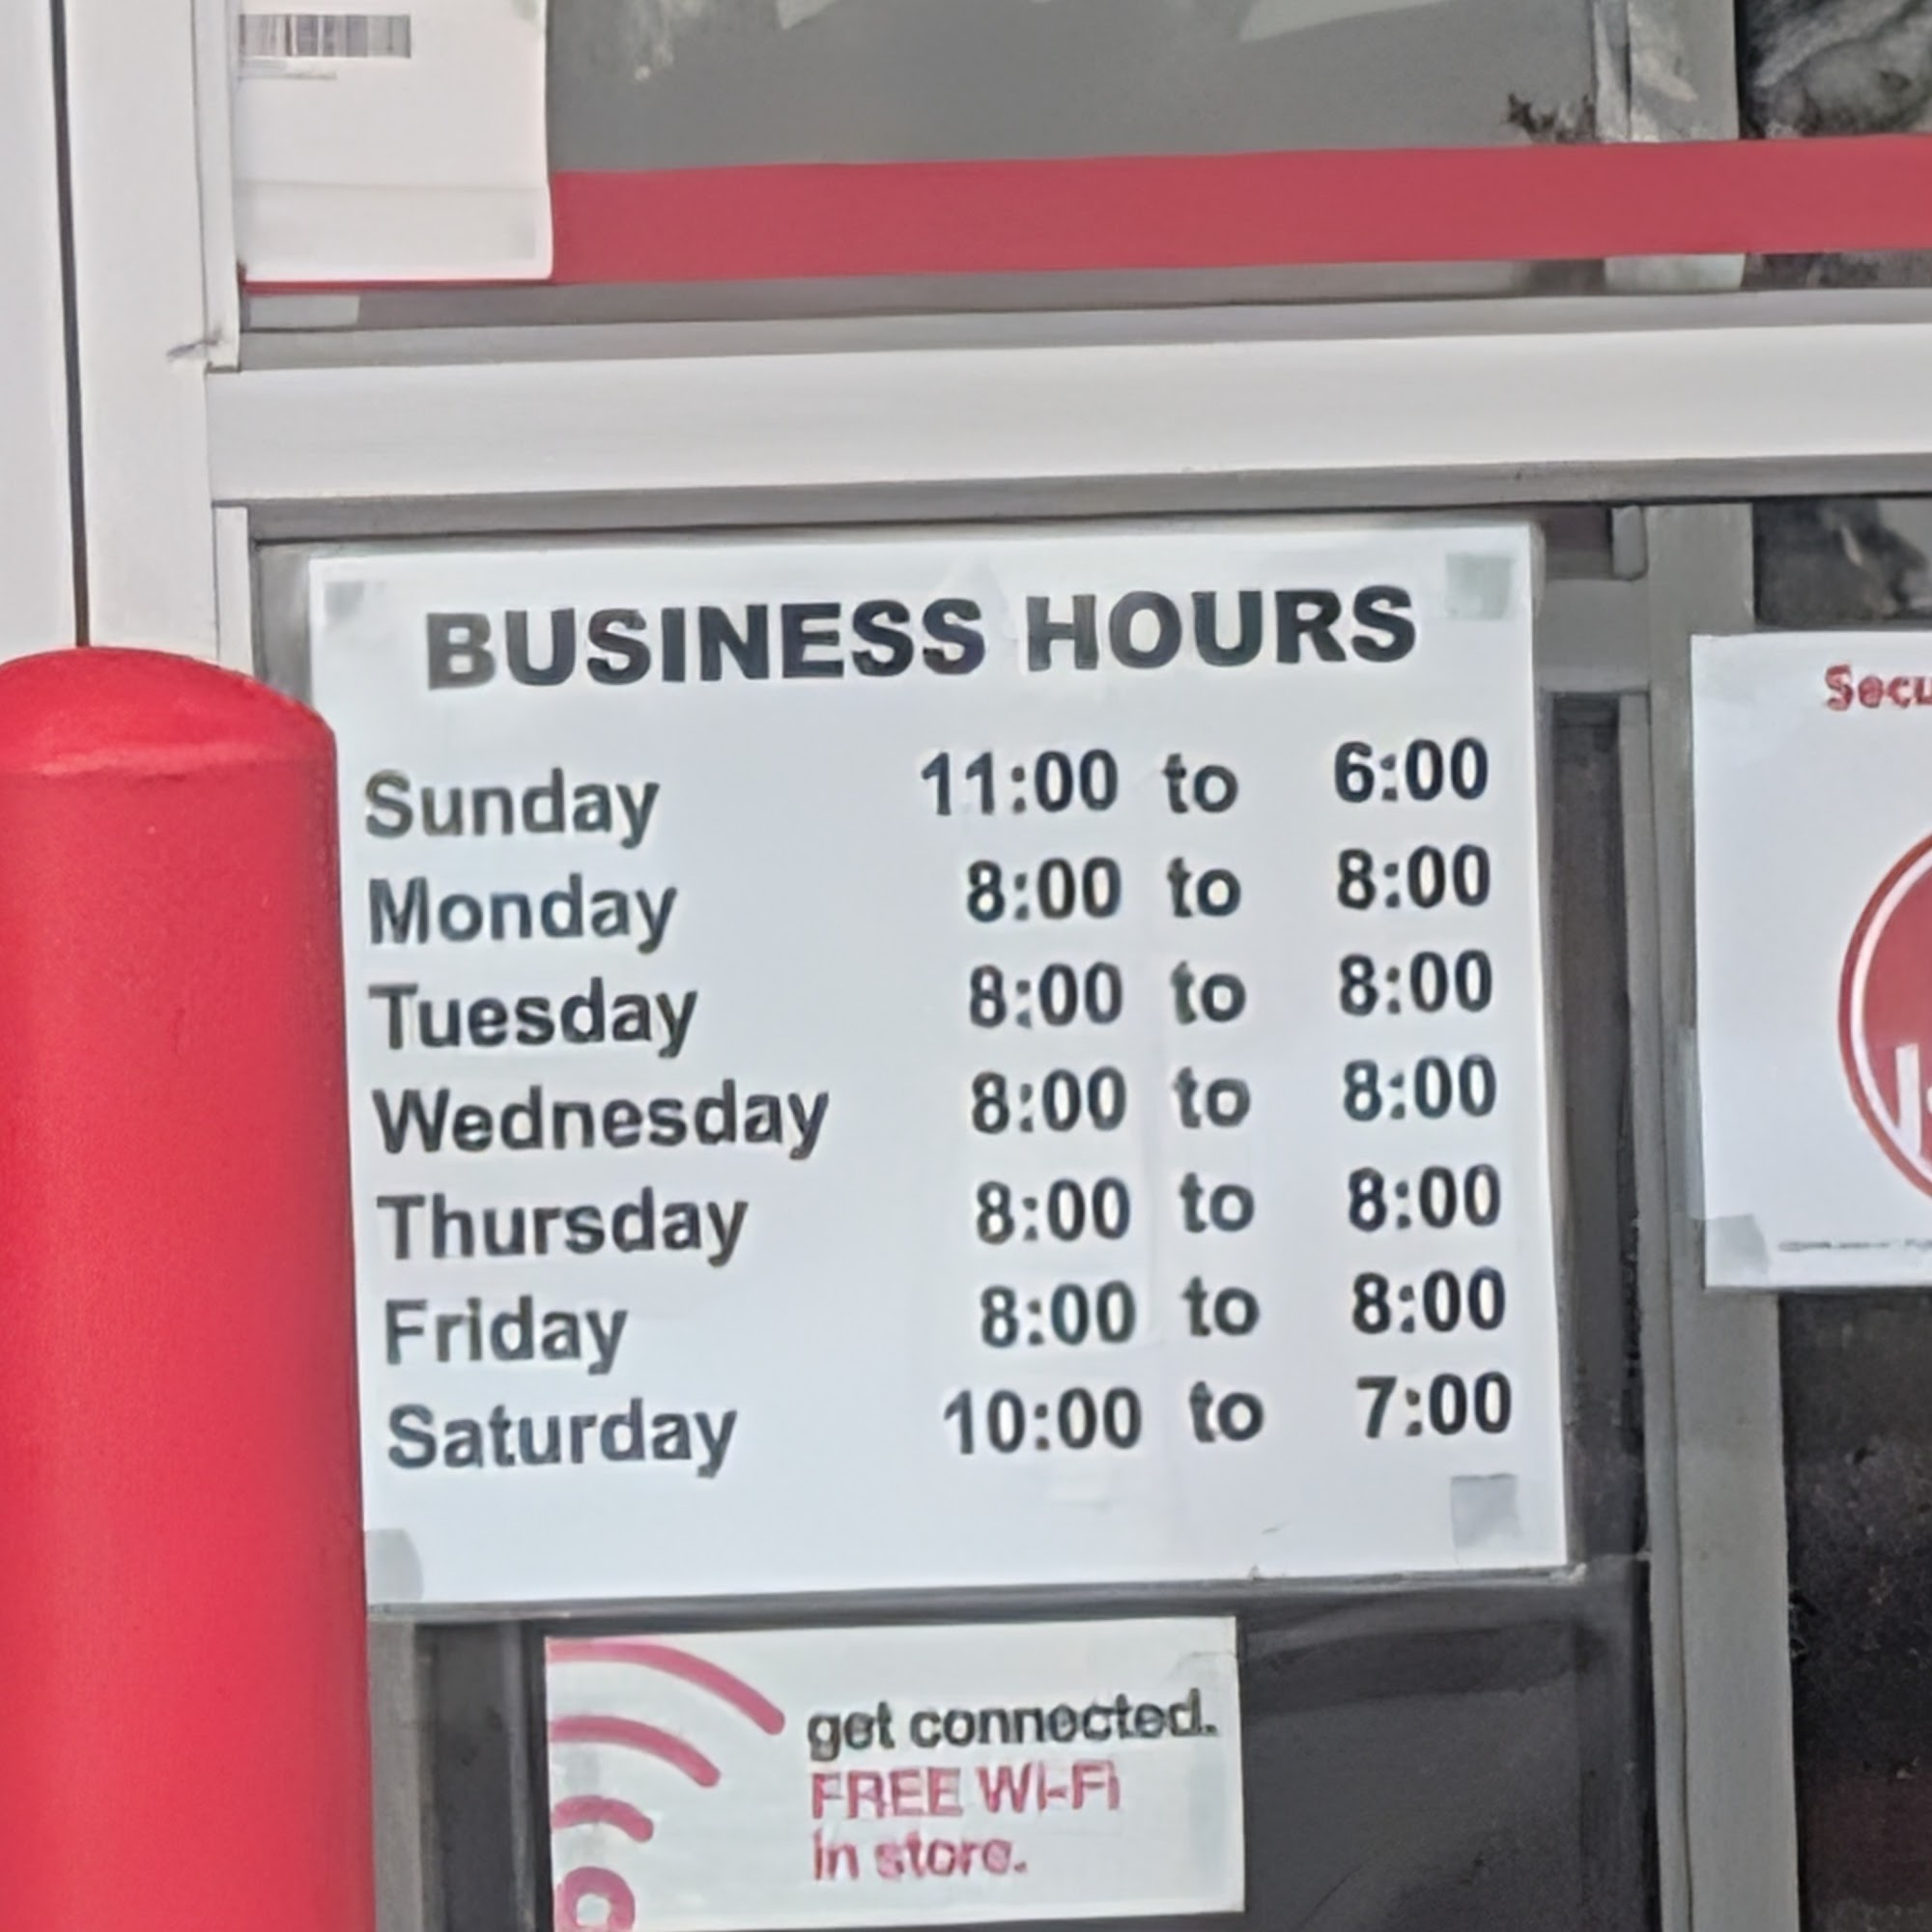 BUSINESS HOURS
Sunday 11:00 to 6:00
Monday 8:00 to 8:00
Tuesday 8:00 to 8:00
Wednesday 8:00 to 8:00
Thursday 8:00 to 8:00
Friday 8:00 to 8:00
Saturday 10:00 to 7:00
get connected.
FREE Wi-Fi
in store.